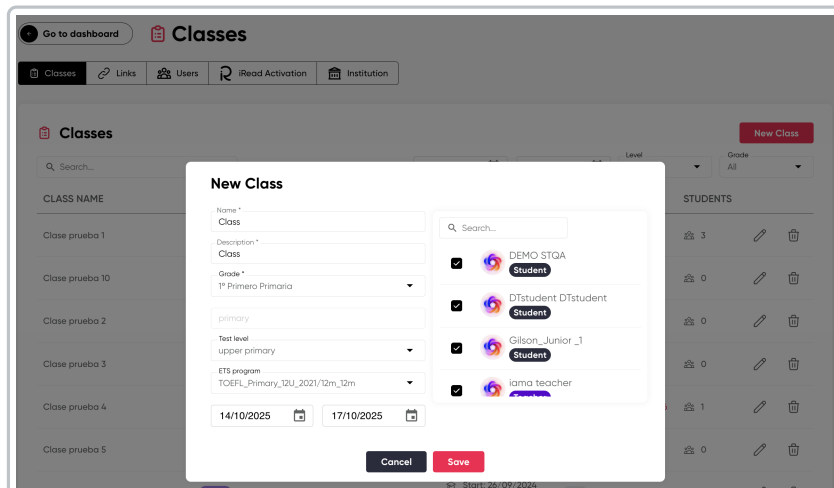 Go to dashboard
Classes
Classes
Links
Users
iRead Activation
Institution
Classes
New Class
Search...
Level
Grade
All
CLASS NAME
STUDENTS
Clase prueba 1
3
Clase prueba 10
0
Clase prueba 2
0
Clase prueba 3
0
Clase prueba 4
1
Clase prueba 5
0
Start: 26/09/2024
New Class
Name *
Class
Description *
Class
Grade *
1º Primero Primaria
primary
Test level
upper primary
ETS program
TOEFL_Primary_12U_2021/12m_12m
14/10/2025
17/10/2025
Search...
DEMO STQA
Student
DTstudent DTstudent
Student
Gilson_Junior _1
Student
iama teacher
Teacher
Cancel
Save